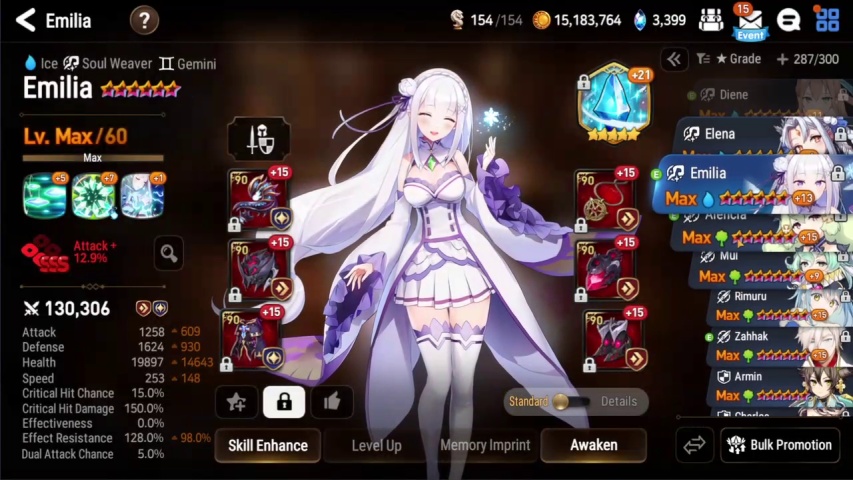 Emilia
?
154/154
15,183,764
3,399
15
Event
Ice Soul Weaver Gemini
Emilia
Lv. Max/60
Max
+5
+7
+1
Attack +
12.9%
130,306
Attack 1258 609
Defense 1624 930
Health 19897 14643
Speed 253 148
Critical Hit Chance 15.0%
Critical Hit Damage 150.0%
Effectiveness 0.0%
Effect Resistance 128.0% 98.0%
Dual Attack Chance 5.0%
+21
90 +15
90 +15
90 +15
90 +15
90 +15
90 +15
Standard
Details
Skill Enhance
Level Up
Memory Imprint
Awaken
Grade
+ 287/300
Diene
Elena
E Emilia
Max +13
E
Max +15
Mui
Max +9
Rimuru
Max +15
E Zahhak
Max +15
Armin
Max
Charles
Bulk Promotion